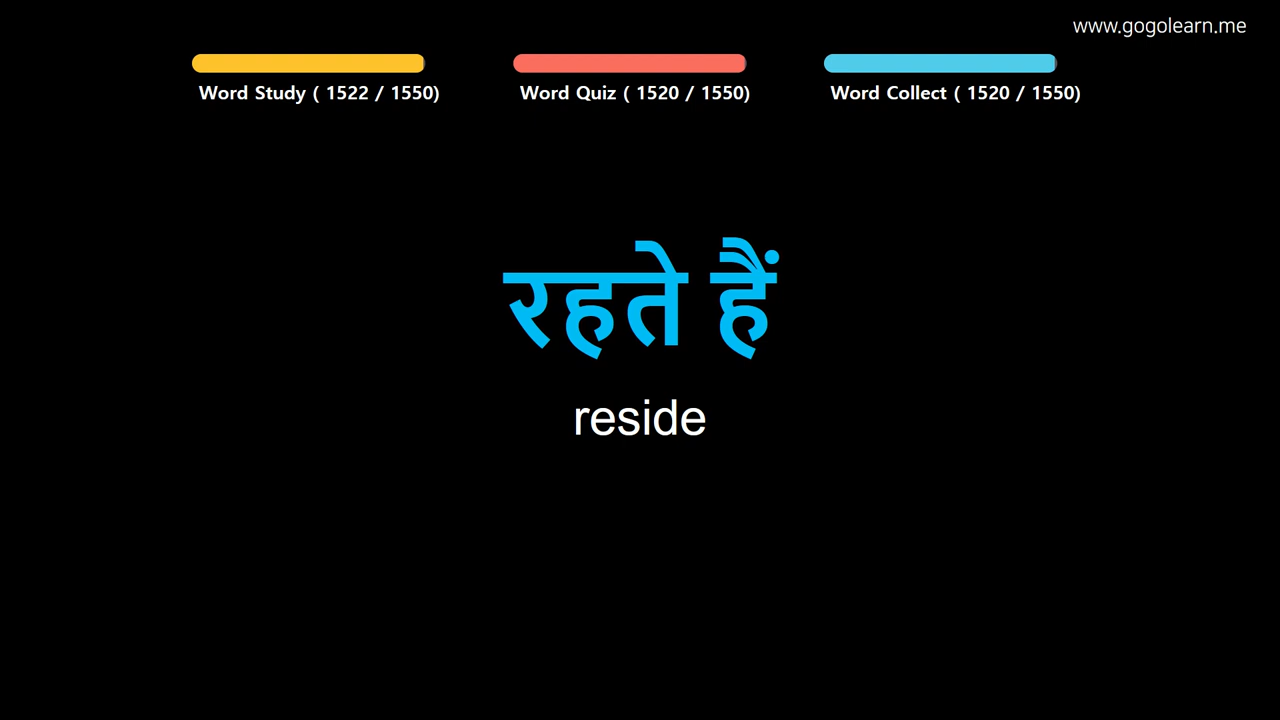 www.gogolearn.me
Word Study ( 1522 / 1550)
Word Quiz ( 1520 / 1550)
Word Collect ( 1520 / 1550)
रहते हैं
reside